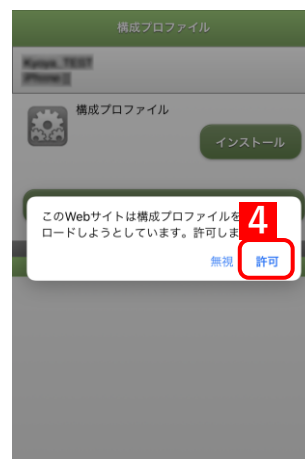 構成プロファイル
構成プロファイル
インストール
このWebサイトは構成プロファイルを
ロードしようとしています。許可しま
4
無視
許可